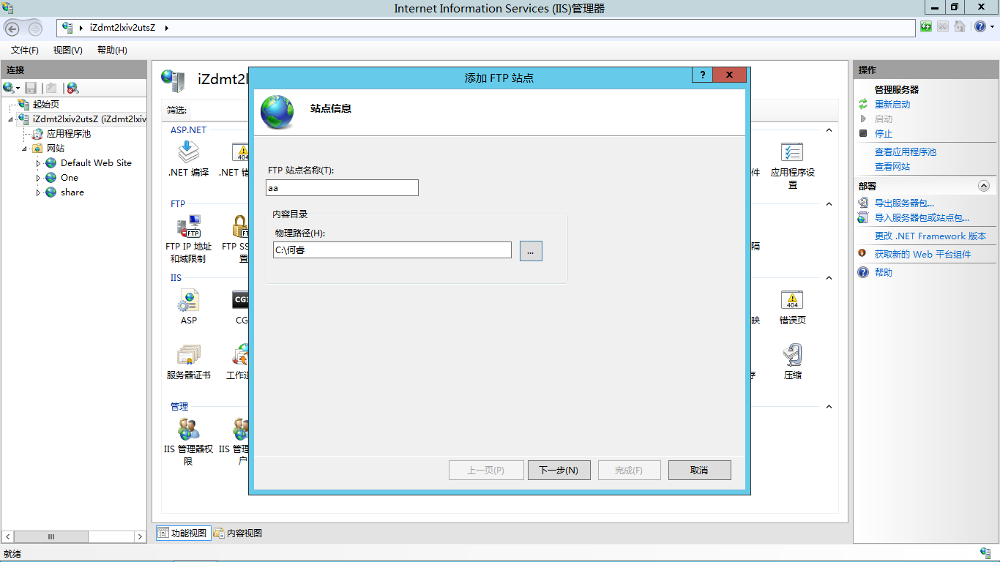 Internet Information Services (IIS)管理器
iZdmt2lxiv2utsZ
文件(F) 视图(V) 帮助(H)
连接
起始页
iZdmt2lxiv2utsZ (iZdmt2lxiv
应用程序池
网站
Default Web Site
One
share
iZdmt2l
筛选:
ASP.NET
.NET 编译
.NET 错
应用程序设
置
件
FTP
FTP
FTP IP 地址
和域限制
FTP SS
置
隔
IIS
ASP
CGI
CG
映
404
错误页
服务器证书
工作进
存
压缩
管理
IIS 管理器权
限
IIS 管理
户
添加 FTP 站点
?
站点信息
FTP 站点名称(T):
aa
内容目录
物理路径(H):
C:\何睿
...
上一页(P) 下一步(N) 完成(F) 取消
操作
管理服务器
重新启动
启动
停止
查看应用程序池
查看网站
部署
导出服务器包...
导入服务器包或站点包...
更改 .NET Framework 版本
获取新的 Web 平台组件
帮助
功能视图 内容视图
就绪